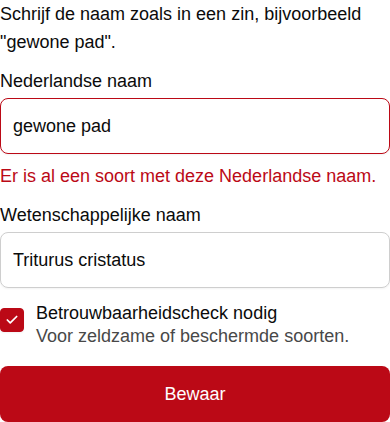 Schrijf de naam zoals in een zin, bijvoorbeeld
"gewone pad".
Nederlandse naam
gewone pad
Er is al een soort met deze Nederlandse naam.
Wetenschappelijke naam
Triturus cristatus
Betrouwbaarheidscheck nodig
Voor zeldzame of beschermde soorten.
Bewaar